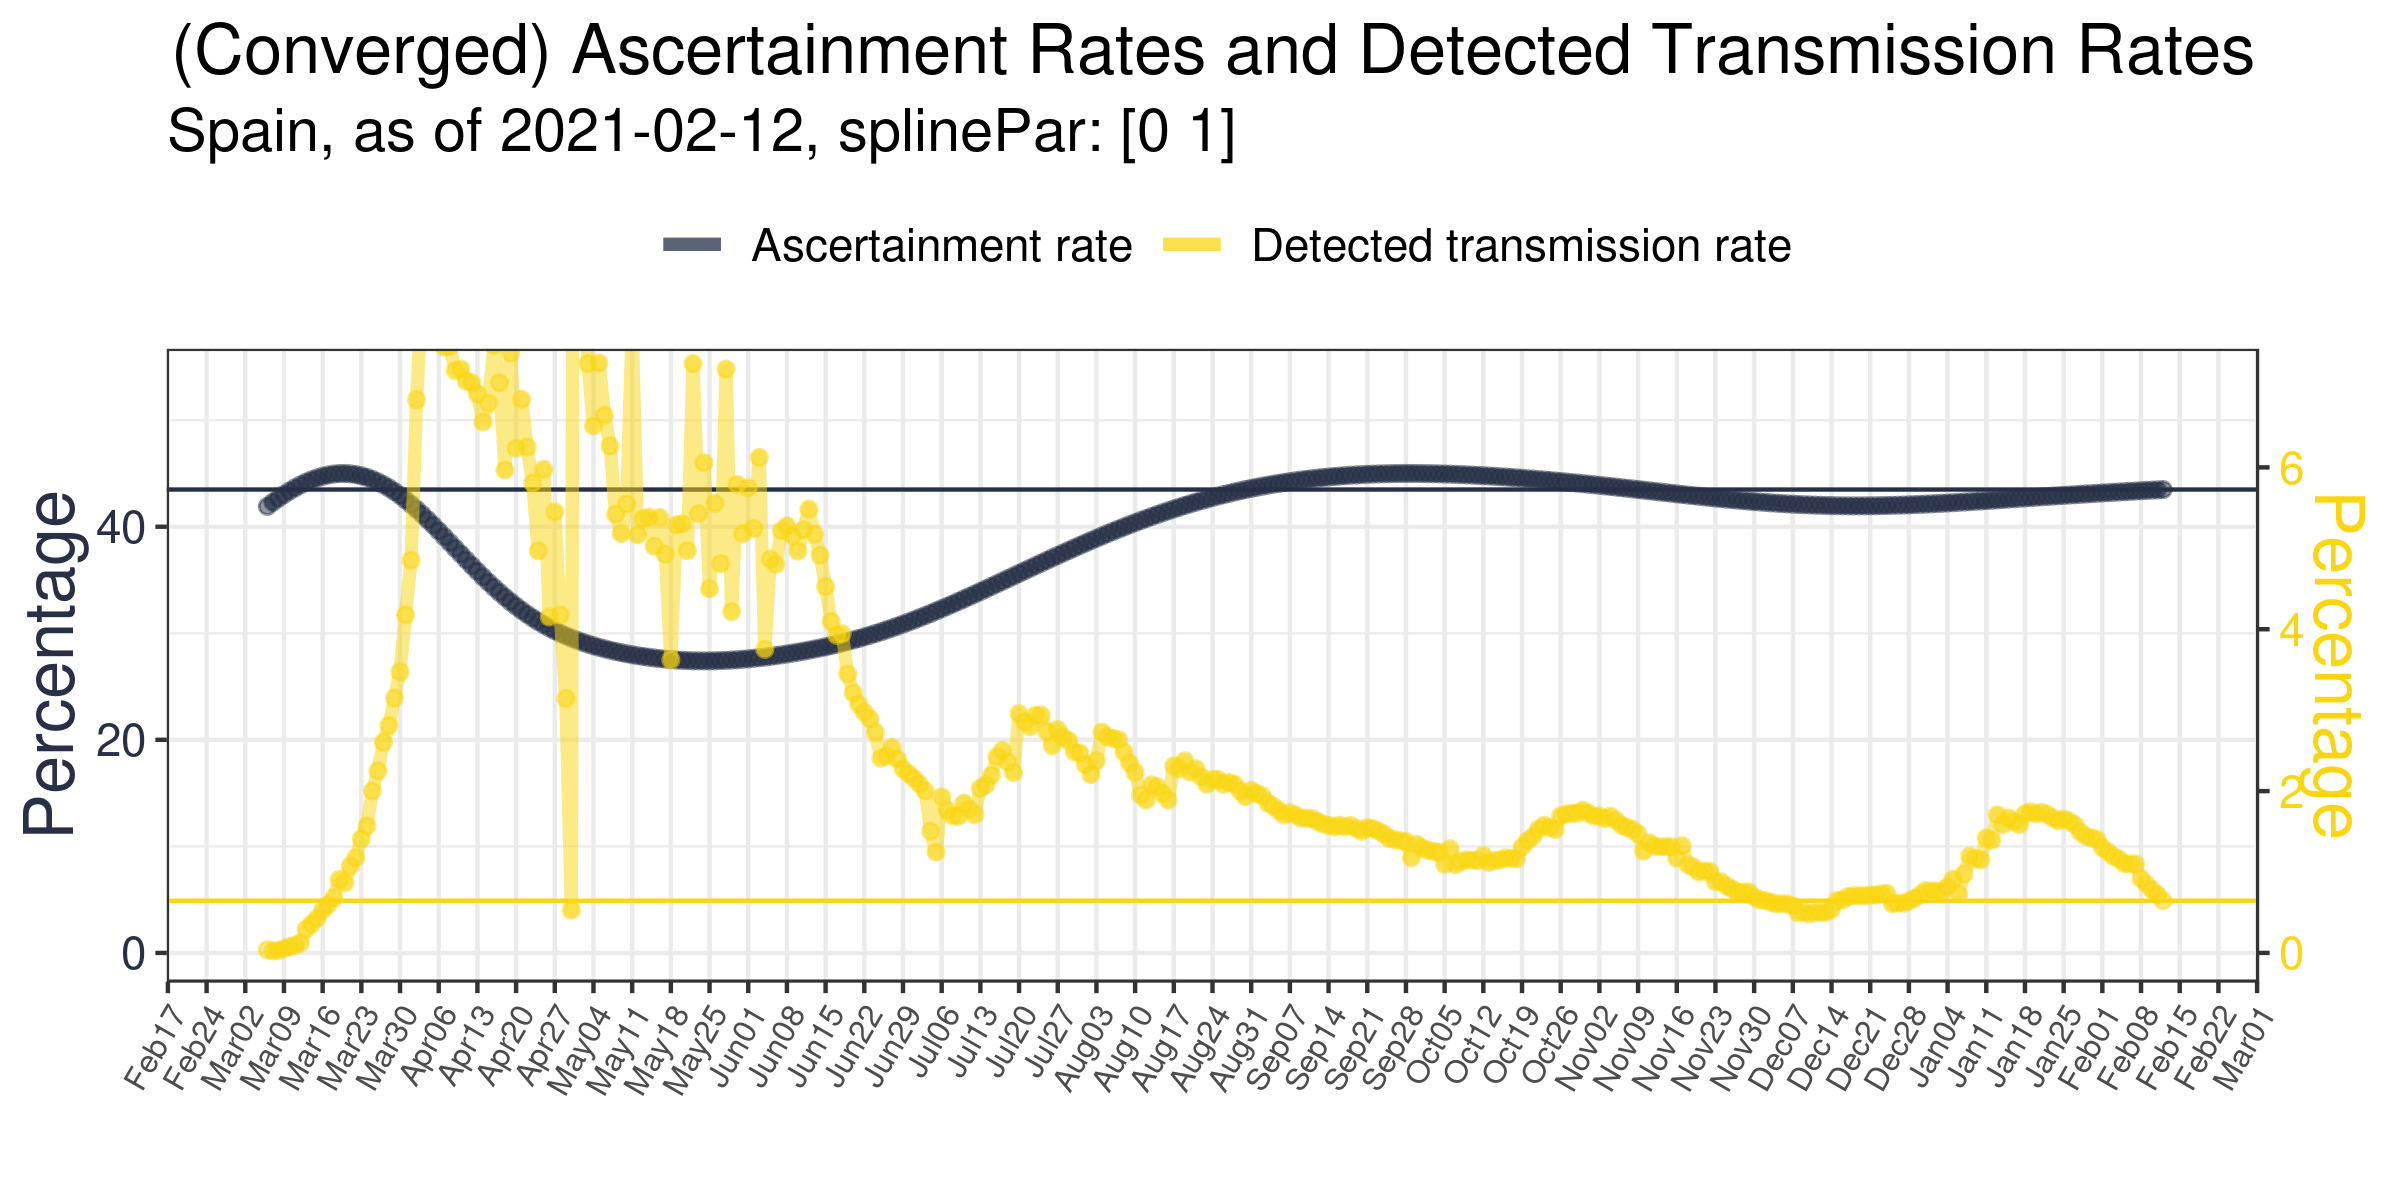 (Converged) Ascertainment Rates and Detected Transmission Rates
Spain, as of 2021-02-12, splinePar: [0 1]
Ascertainment rate
Detected transmission rate
Percentage
40
20
0
6
4
2
0
Percentage
Feb17
Feb24
Mar02
Mar09
Mar16
Mar23
Mar30
Apr06
Apr13
Apr20
Apr27
May04
May11
May18
May25
Jun01
Jun08
Jun15
Jun22
Jun29
Jul06
Jul13
Jul20
Jul27
Aug03
Aug10
Aug17
Aug24
Aug31
Sep07
Sep14
Sep21
Sep28
Oct05
Oct12
Oct19
Oct26
Nov02
Nov09
Nov16
Nov23
Nov30
Dec07
Dec14
Dec21
Dec28
Jan04
Jan11
Jan18
Jan25
Feb01
Feb08
Feb15
Feb22
Mar01